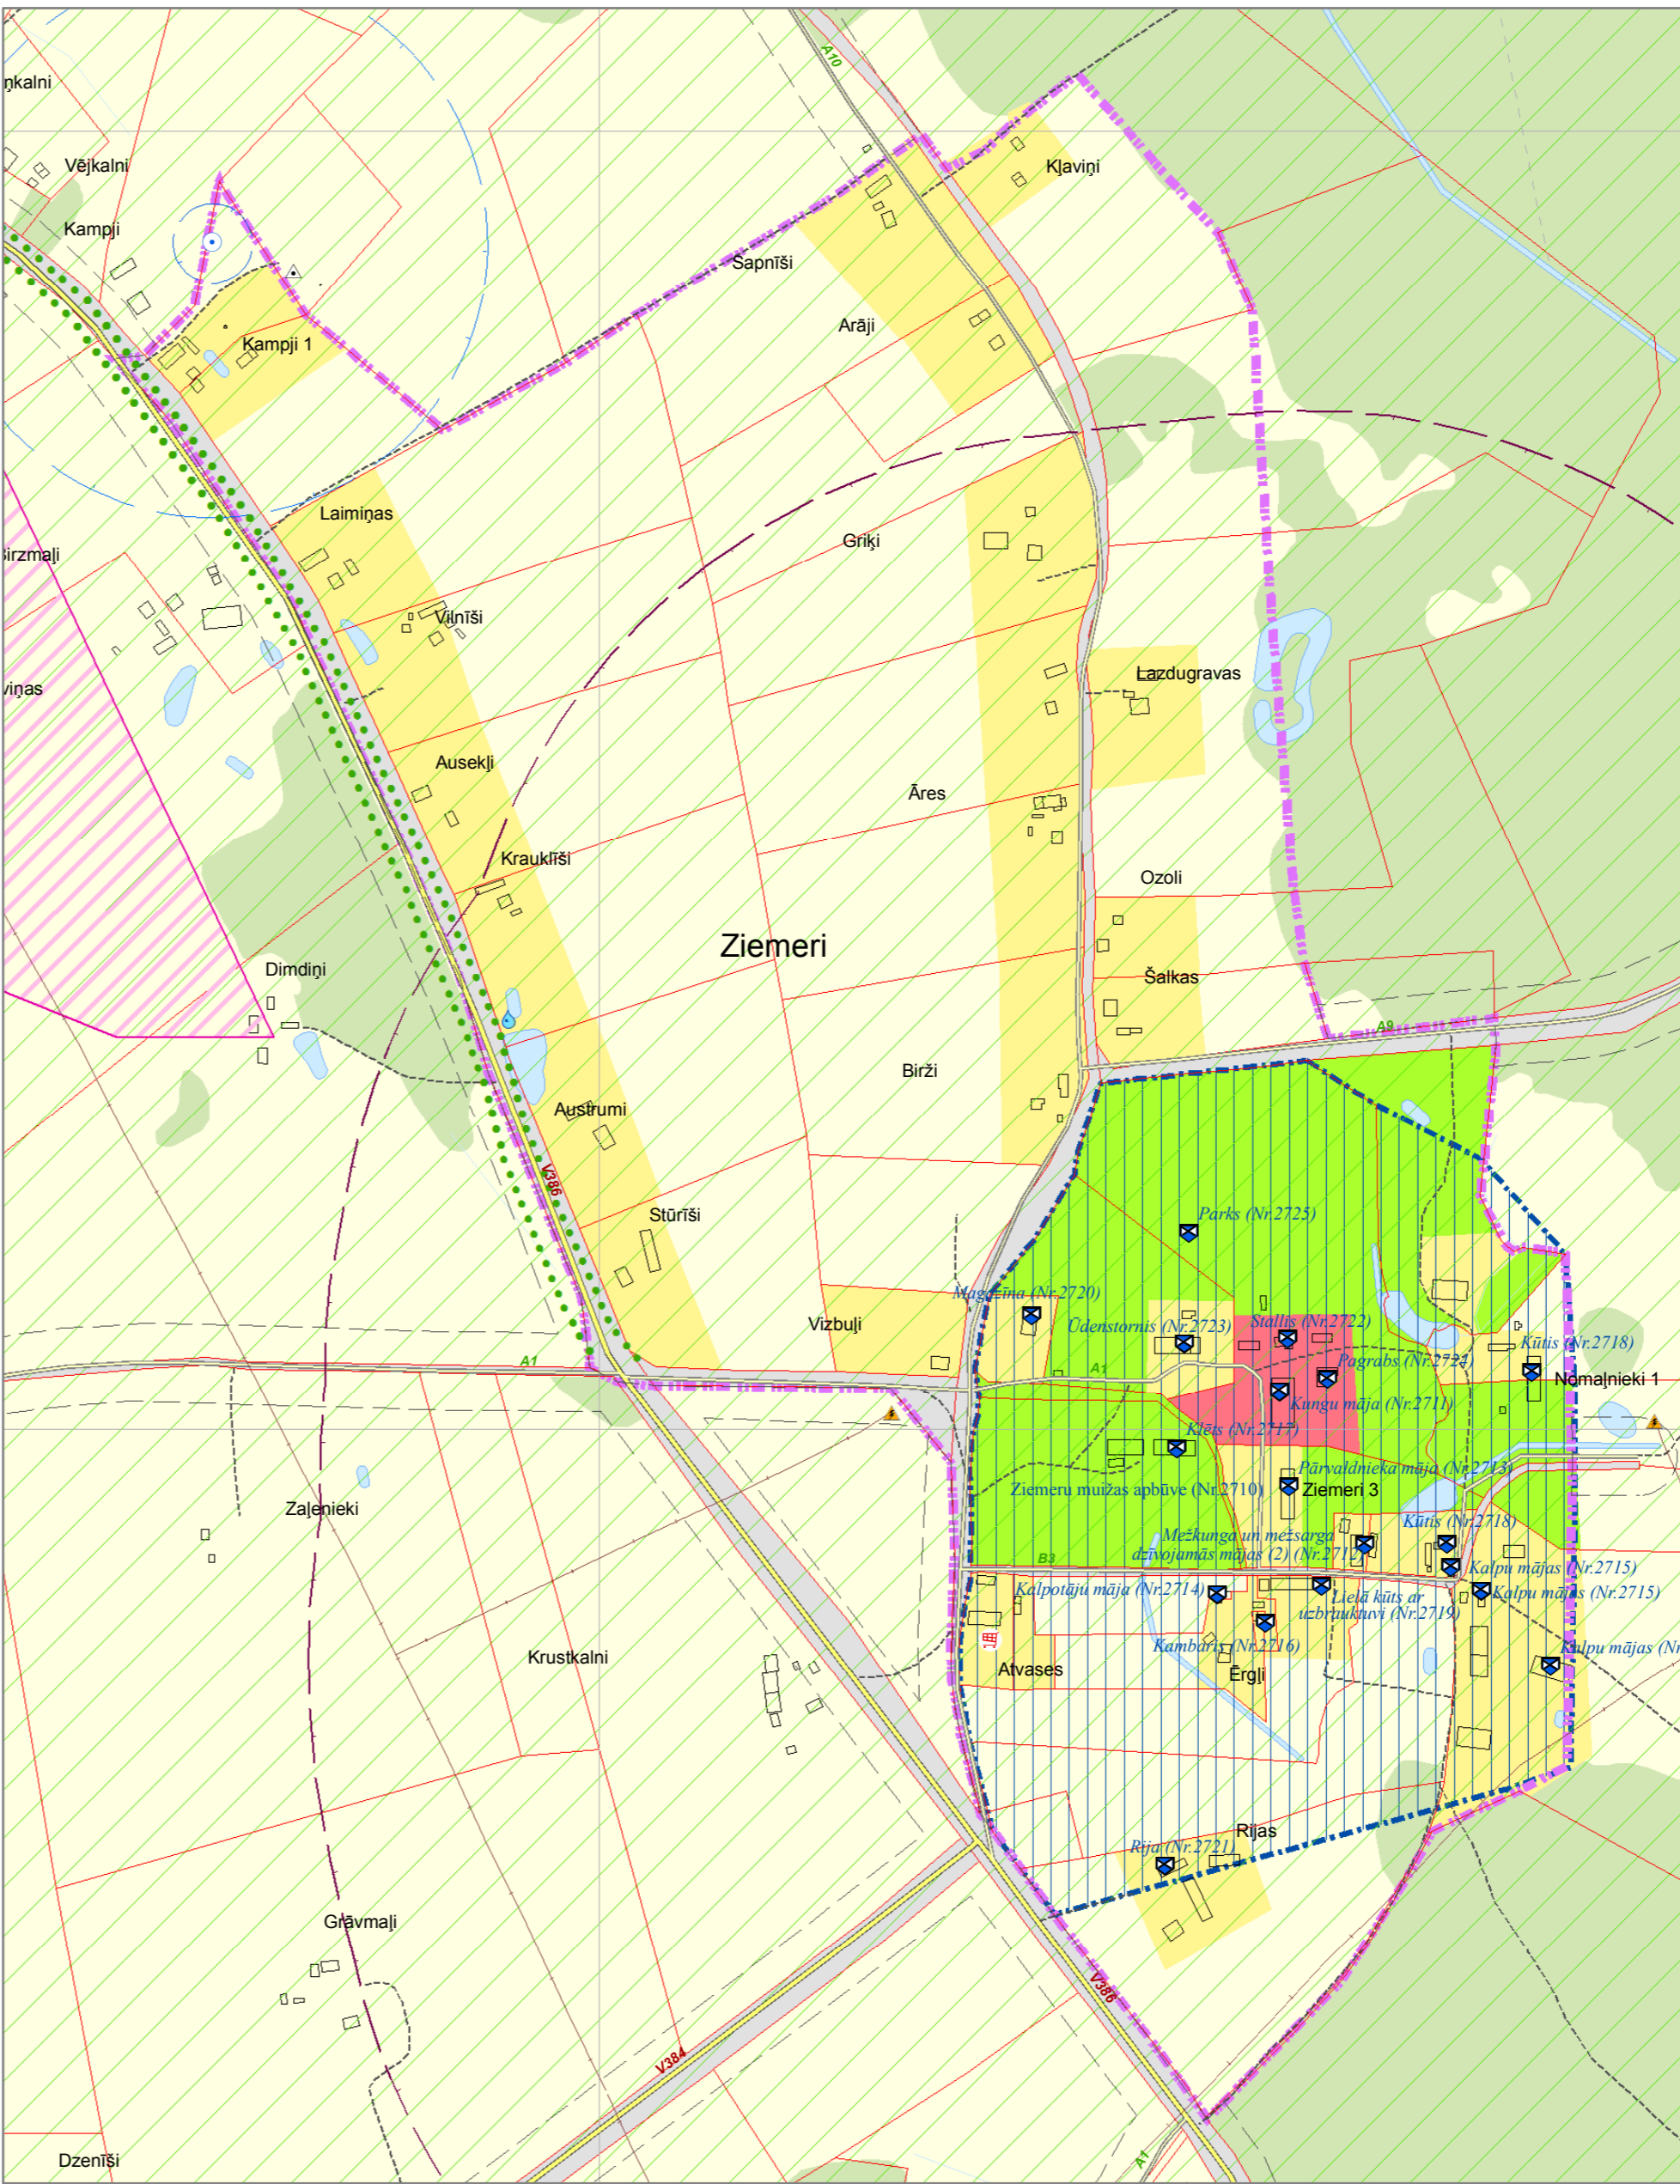 A10
Vējkalni
Kļaviņi
Kampji
Sapnīši
Arāji
Kampji 1
Laimiņas
Griķi
Vilnīši
Lazdugravas
Ausekļi
Āres
Krauklīši
Ozoli
Ziemeri
Dimdiņi
Šalkas
A9
Birži
Austrumi
V386
Stūrīši
Parks (Nr.2725)
Magazīna (Nr.2720)
Vizbuļi
Ūdenstornis (Nr.2723)
Stallis (Nr.2722)
Kūtis (Nr.2718)
A1
A1
Pagrabs (Nr.2724)
Nomaļnieki 1
Kungu māja (Nr.2711)
Klēts (Nr.2717)
Pārvaldnieka māja (Nr.2713)
Ziemeru muižas apbūve (Nr.2710)
Ziemeri 3
Zaļenieki
Kūtis (Nr.2718)
Mežkunga un mežsarga
dzīvojamās mājas (2) (Nr.2712)
B3
Kalpu mājas (Nr.2715)
Kalpotāju māja (Nr.2714)
Kalpu mājas (Nr.2715)
Lielā kūts ar
uzbrauktuvi (Nr.2719)
Kambaris (Nr.2716)
Kalpu mājas (Nr
Krustkalni
Atvases
Ērgļi
Rijas
Rija (Nr.2721)
Grāvmaļi
V386
V384
A1
Dzenīši